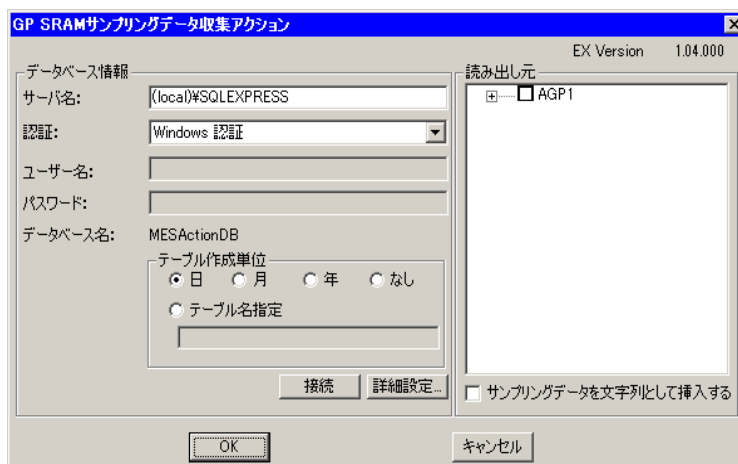 GP SRAMサンプリングデータ収集アクション
EX Version 1.04.000
データベース情報
サーバ名: (local)¥SQLEXPRESS
認証: Windows 認証
ユーザー名:
パスワード:
データベース名: MESActionDB
テーブル作成単位
日 月 年 なし
テーブル名指定
接続 詳細設定...
読み出し元
AGP1
サンプリングデータを文字列として挿入する
OK キャンセル